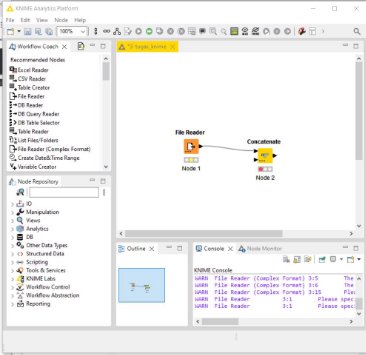 KNIME Analytics Platform
File Edit View Node Help
100%
Workflow Coach
Recommended Nodes
Excel Reader
CSV Reader
Table Creator
File Reader
DB Reader
DB Query Reader
DB Table Selector
Table Reader
List Files/Folders
File Reader (Complex Format)
Create Date&Time Range
Variable Creator
Node Repository
IO
Manipulation
Views
Analytics
DB
Other Data Types
Structured Data
Scripting
Tools & Services
KNIME Labs
Workflow Control
Workflow Abstraction
Reporting
File Reader
Node 1
Concatenate
Node 2
Outline
Console
Node Monitor
KNIME Console
WARN File Reader (Complex Format) 3:5 The
WARN File Reader (Complex Format) 3:6 The
WARN File Reader (Complex Format) 3:15
WARN File Reader 3:1 Please spec
WARN File Reader 3:1 Please spec